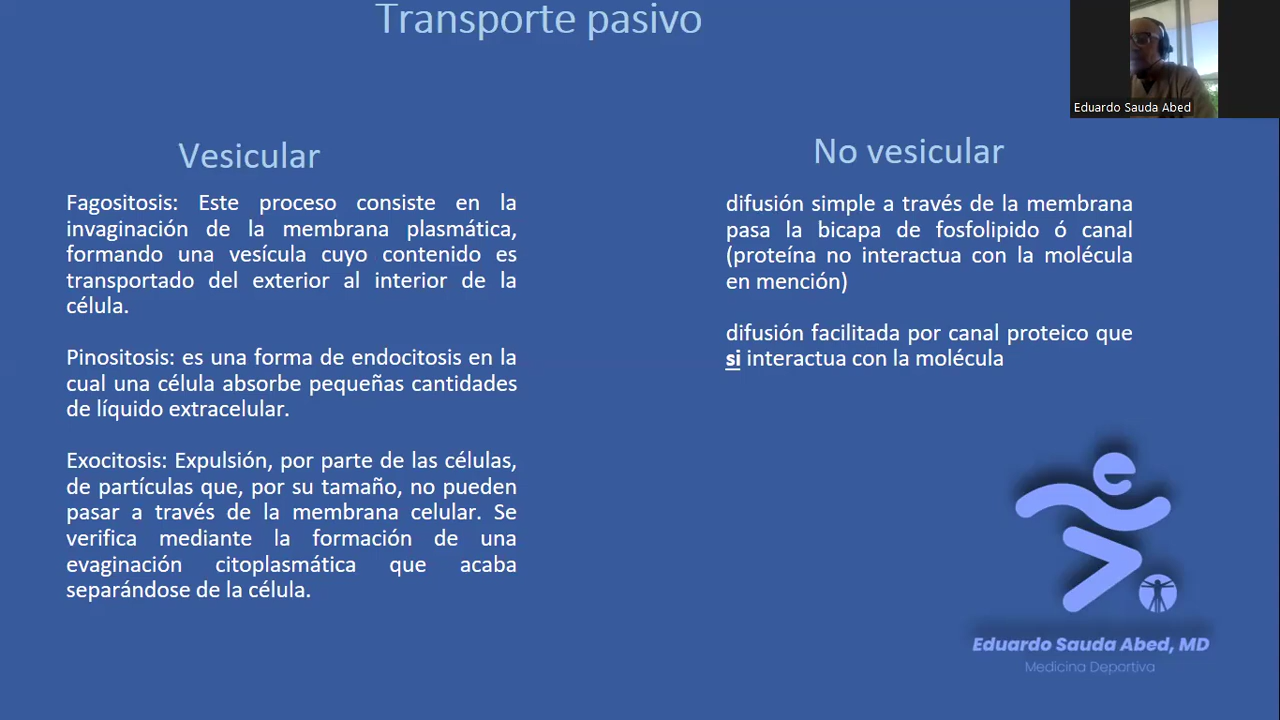 Transporte pasivo
Eduardo Sauda Abed
Vesicular
Fagositosis: Este proceso consiste en la
invaginación de la membrana plasmática,
formando una vesícula cuyo contenido es
transportado del exterior al interior de la
célula.
Pinositosis: es una forma de endocitosis en la
cual una célula absorbe pequeñas cantidades
de líquido extracelular.
Exocitosis: Expulsión, por parte de las células,
de partículas que, por su tamaño, no pueden
pasar a través de la membrana celular. Se
verifica mediante la formación de una
evaginación citoplasmática que acaba
separándose de la célula.
No vesicular
difusión simple a través de la membrana
pasa la bicapa de fosfolipido ó canal
(proteína no interactua con la molécula
en mención)
difusión facilitada por canal proteico que
si interactua con la molécula
Eduardo Sauda Abed, MD
Medicina Deportiva